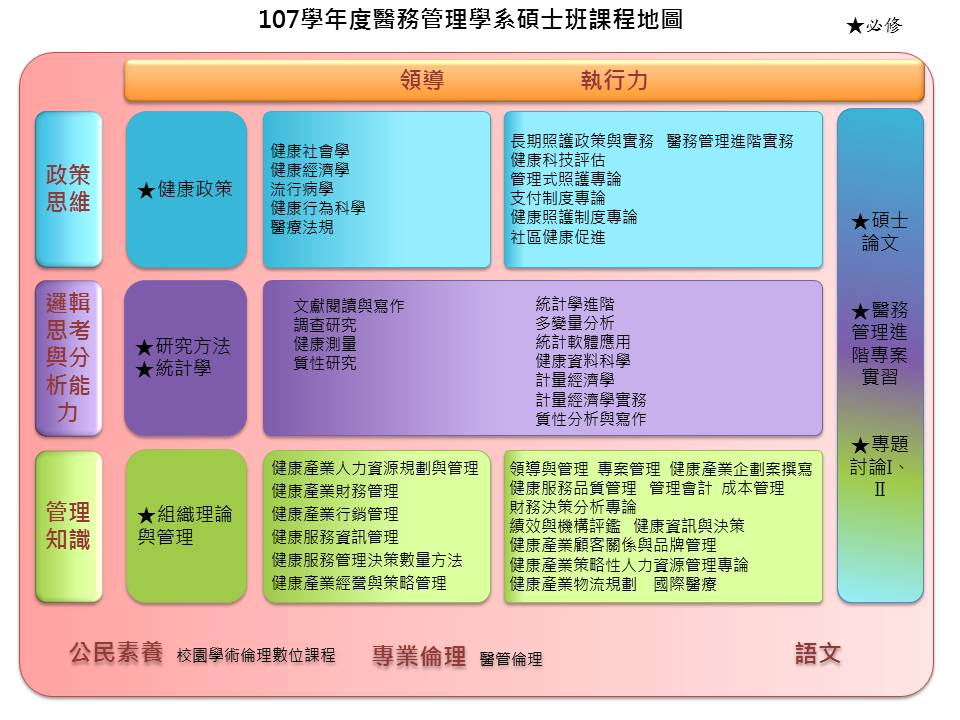 107學年度醫務管理學系碩士班課程地圖
★必修
領導 執行力
政策
思維
★健康政策
健康社會學
健康經濟學
流行病學
健康行為科學
醫療法規
長期照護政策與實務 醫務管理進階實務
健康科技評估
管理式照護專論
支付制度專論
健康照護制度專論
社區健康促進
邏輯
思考
與分
析能
力
★研究方法
★統計學
文獻閱讀與寫作
調查研究
健康測量
質性研究
統計學進階
多變量分析
統計軟體應用
健康資料科學
計量經濟學
計量經濟學實務
質性分析與寫作
管理
知識
★組織理論
與管理
健康產業人力資源規劃與管理
健康產業財務管理
健康產業行銷管理
健康服務資訊管理
健康服務管理決策數量方法
健康產業經營與策略管理
領導與管理 專案管理 健康產業企劃案撰寫
健康服務品質管理 管理會計 成本管理
財務決策分析專論
績效與機構評鑑 健康資訊與決策
健康產業顧客關係與品牌管理
健康產業策略性人力資源管理專論
健康產業物流規劃 國際醫療
★碩士
論文
★醫務
管理進
階專案
實習
★專題
討論I、
II
公民素養 校園學術倫理數位課程 專業倫理 醫管倫理 語文